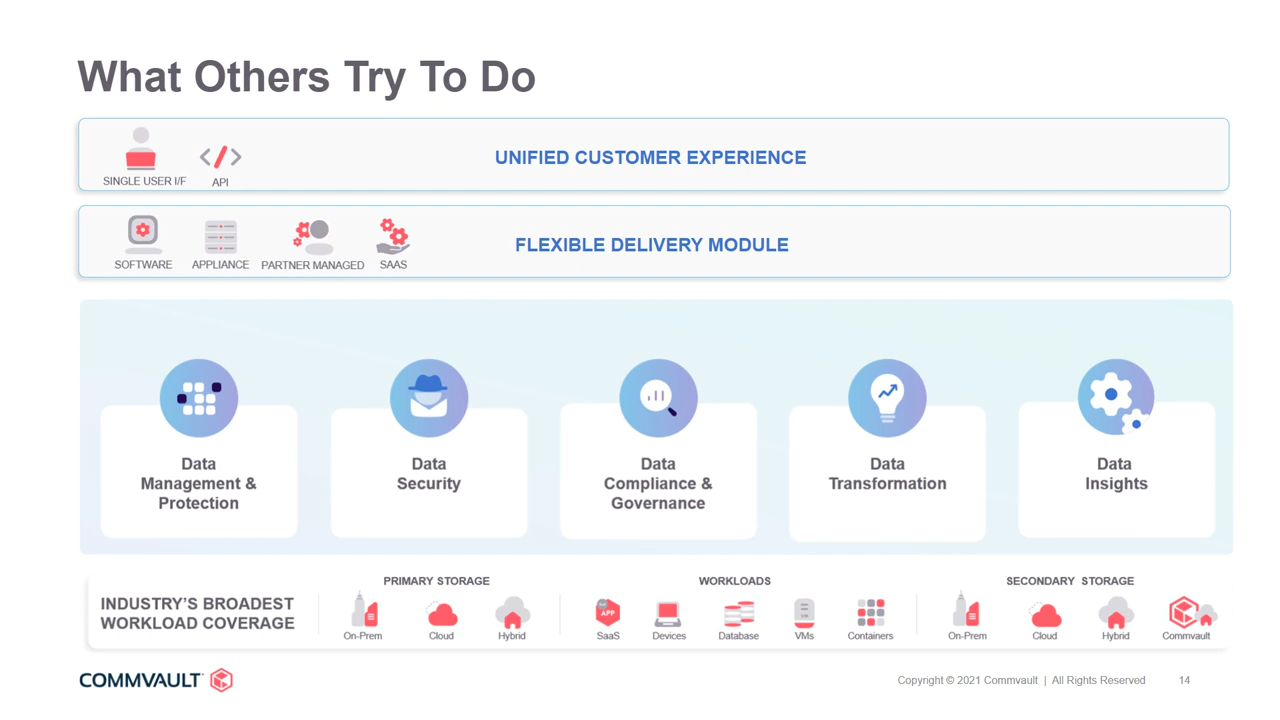 What Others Try To Do
UNIFIED CUSTOMER EXPERIENCE
SINGLE USER I/F
API
FLEXIBLE DELIVERY MODULE
SOFTWARE
APPLIANCE
PARTNER MANAGED
SAAS
Data
Management &
Protection
Data
Security
Data
Compliance &
Governance
Data
Transformation
Data
Insights
INDUSTRY'S BROADEST
WORKLOAD COVERAGE
PRIMARY STORAGE
On-Prem
Cloud
Hybrid
WORKLOADS
APP
SaaS
Devices
Database
VMs
Containers
SECONDARY STORAGE
On-Prem
Cloud
Hybrid
Commvault
COMMVAULT
Copyright © 2021 Commvault | All Rights Reserved
14